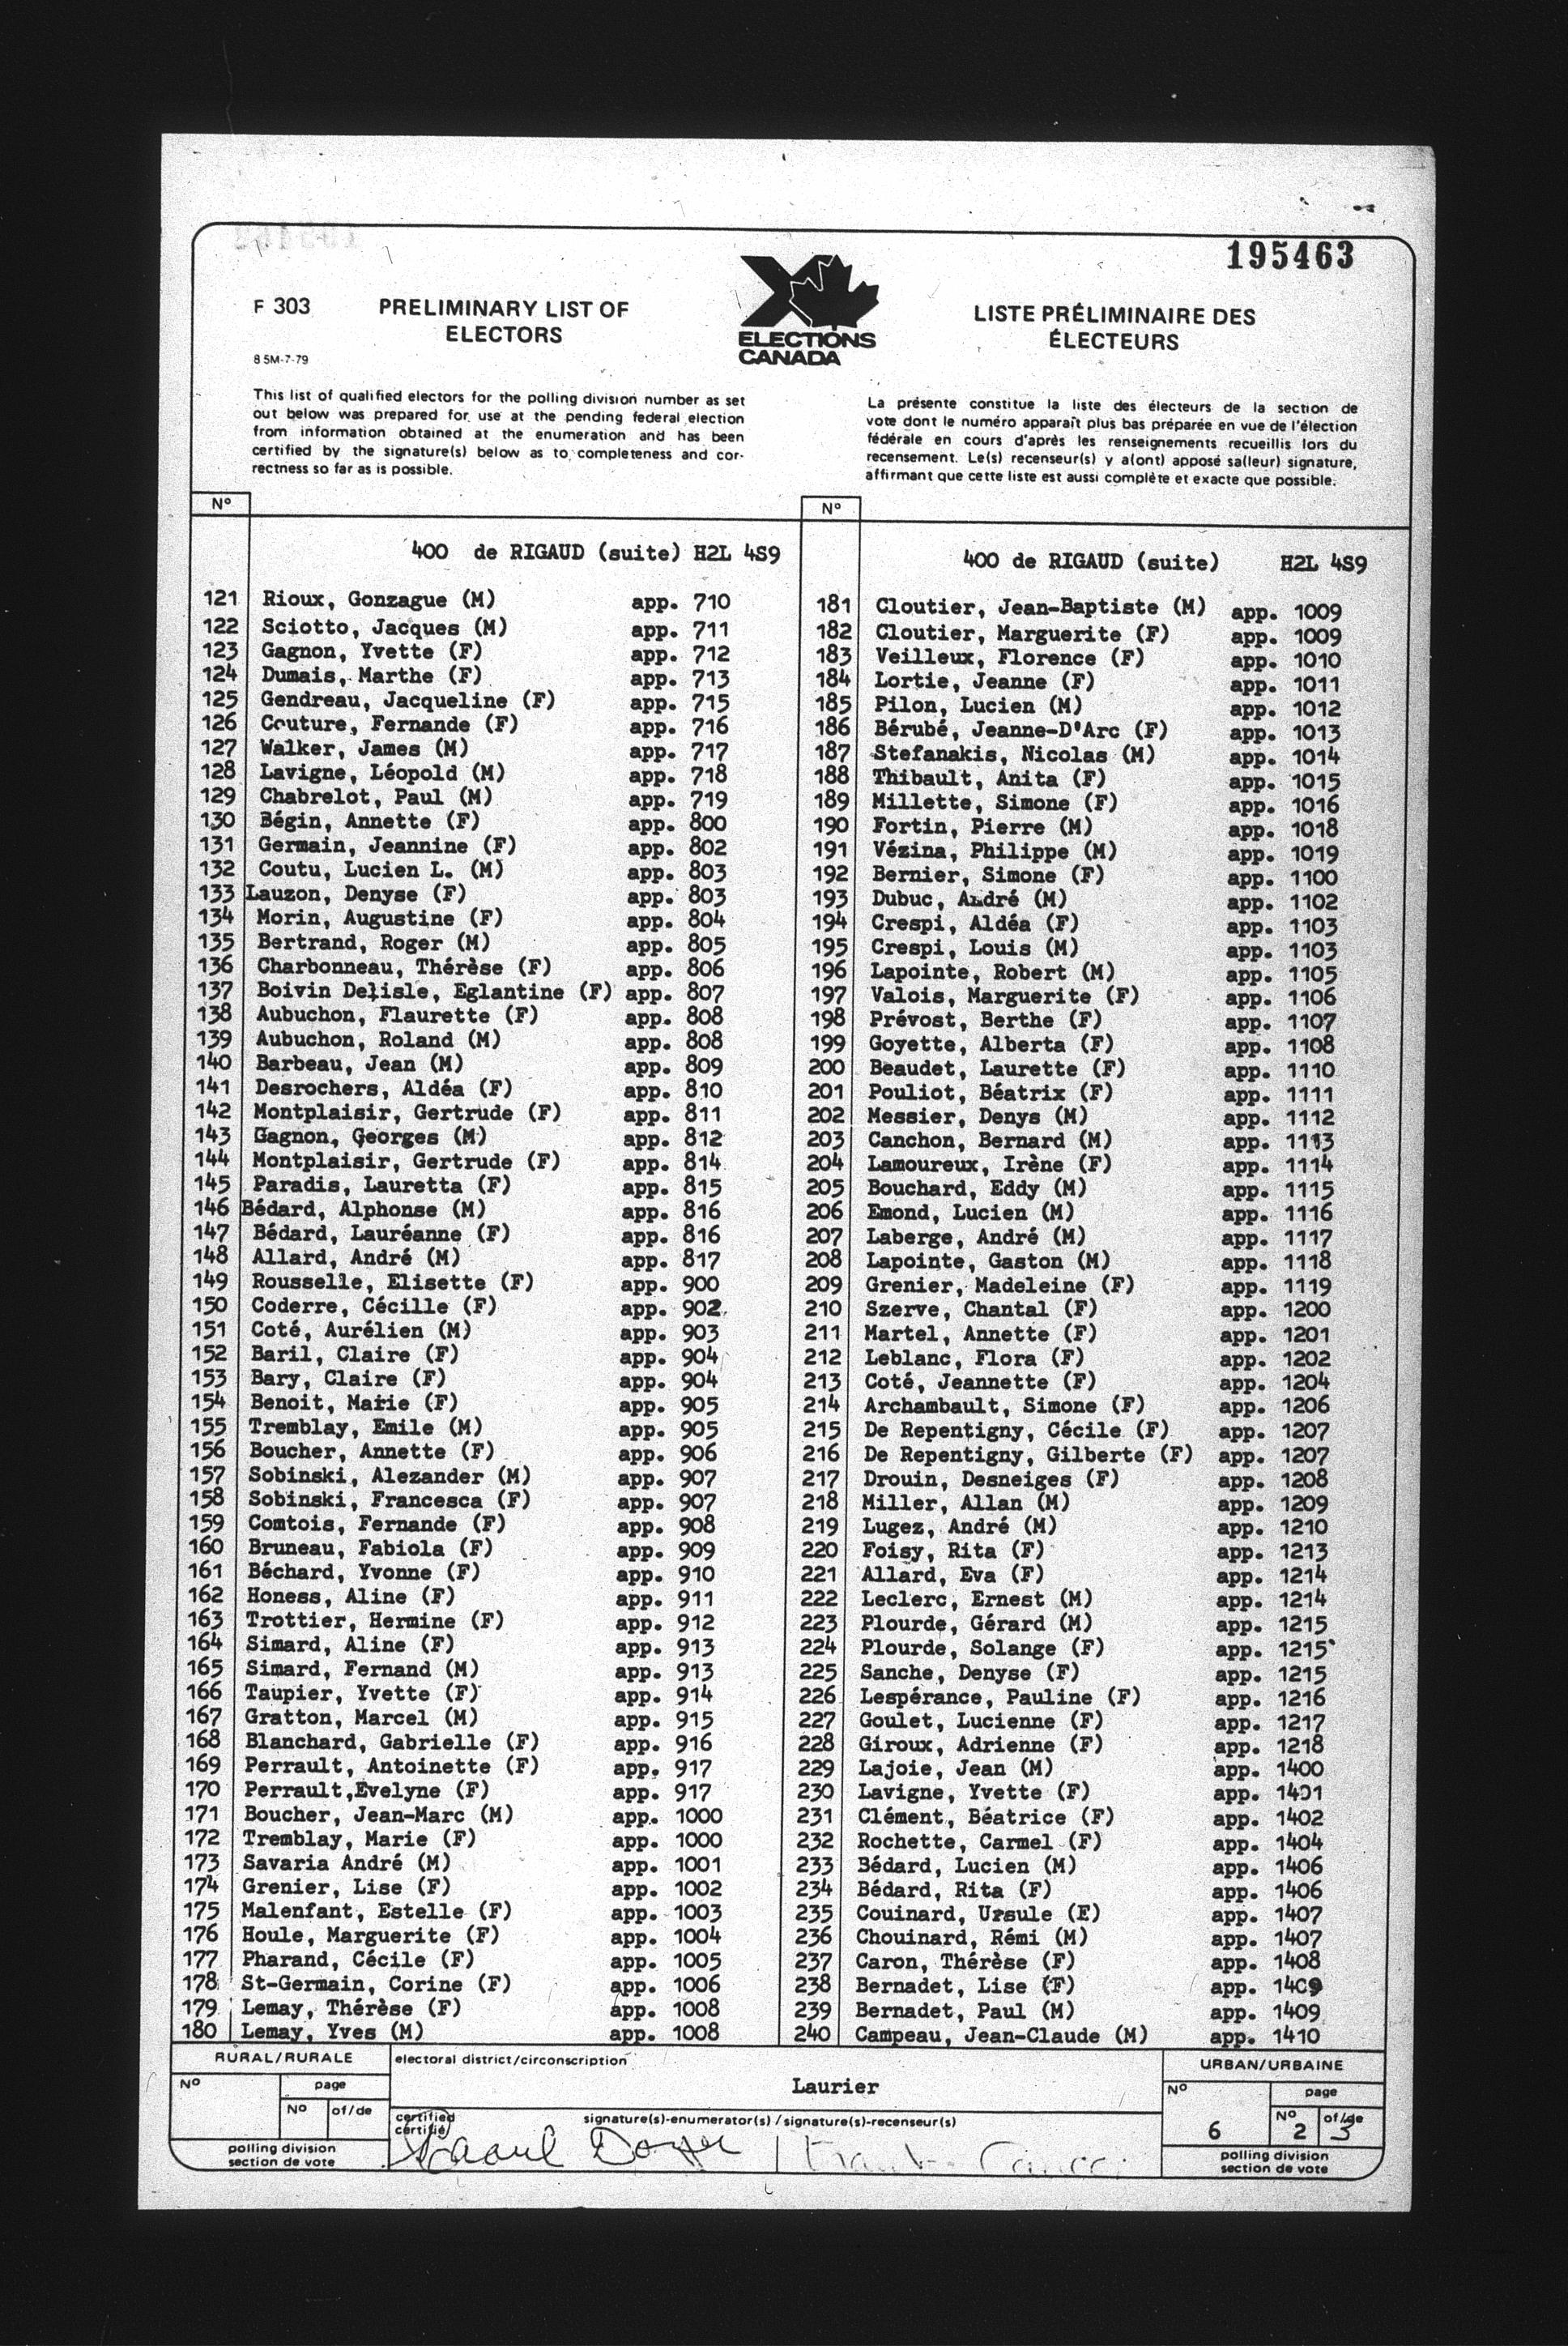 195463
F 303
PRELIMINARY LIST OF
ELECTORS
8 5M-7-79
ELECTIONS
CANADA
LISTE PRÉLIMINAIRE DES
ÉLECTEURS
This list of qualified electors for the polling division number as set
out below was prepared for use at the pending federal election
from information obtained at the enumeration and has been
certified by the signature(s) below as to completeness and cor-
rectness so far as is possible.
La présente constitue la liste des électeurs de la section de
vote dont le numéro apparaît plus bas préparée en vue de l'élection
fédérale en cours d'après les renseignements recueillis lors du
recensement. Le(s) recenseur(s) y a(ont) apposé sa(leur) signature,
affirmant que cette liste est aussi complète et exacte que possible.
Nº
400 de RIGAUD (suite) H2L 4S9
121 Rioux, Gonzague (M) app. 710
122 Sciotto, Jacques (M) app. 711
123 Gagnon, Yvette (F) app. 712
124 Dumais, Marthe (F) app. 713
125 Gendreau, Jacqueline (F) app. 715
126 Couture, Fernande (F) app. 716
127 Walker, James (M) app. 717
128 Lavigne, Léopold (M) app. 718
129 Chabrelot, Paul (M) app. 719
130 Bégin, Annette (F) app. 800
131 Germain, Jeannine (F) app. 802
132 Coutu, Lucien L. (M) app. 803
133 Lauzon, Denyse (F) app. 803
134 Morin, Augustine (F) app. 804
135 Bertrand, Roger (M) app. 805
136 Charbonneau, Thérèse (F) app. 806
137 Boivin Delisle, Eglantine (F) app. 807
138 Aubuchon, Flaurette (F) app. 808
139 Aubuchon, Roland (M) app. 808
140 Barbeau, Jean (M) app. 809
141 Desrochers, Aldéa (F) app. 810
142 Montplaisir, Gertrude (F) app. 811
143 Gagnon, Georges (M) app. 812
144 Montplaisir, Gertrude (F) app. 814
145 Paradis, Lauretta (F) app. 815
146 Bédard, Alphonse (M) app. 816
147 Bédard, Lauréanne (F) app. 816
148 Allard, André (M) app. 817
149 Rousselle, Elisette (F) app. 900
150 Coderre, Cécille (F) app. 902
151 Coté, Aurélien (M) app. 903
152 Baril, Claire (F) app. 904
153 Bary, Claire (F) app. 904
154 Benoit, Marie (F) app. 905
155 Tremblay, Emile (M) app. 905
156 Boucher, Annette (F) app. 906
157 Sobinski, Alezander (M) app. 907
158 Sobinski, Francesca (F) app. 907
159 Comtois, Fernande (F) app. 908
160 Bruneau, Fabiola (F) app. 909
161 Béchard, Yvonne (F) app. 910
162 Honess, Aline (F) app. 911
163 Trottier, Hermine (F) app. 912
164 Simard, Aline (F) app. 913
165 Simard, Fernand (M) app. 913
166 Taupier, Yvette (F) app. 914
167 Gratton, Marcel (M) app. 915
168 Blanchard, Gabrielle (F) app. 916
169 Perrault, Antoinette (F) app. 917
170 Perrault,Evelyne (F) app. 917
171 Boucher, Jean-Marc (M) app. 1000
172 Tremblay, Marie (F) app. 1000
173 Savaria André (M) app. 1001
174 Grenier, Lise (F) app. 1002
175 Malenfant, Estelle (F) app. 1003
176 Houle, Marguerite (F) app. 1004
177 Pharand, Cécile (F) app. 1005
178 St-Germain, Corine (F) app. 1006
179 Lemay, Thérèse (F) app. 1008
180 Lemay, Yves (M) app. 1008
Nº
400 de RIGAUD (suite) H2L 4S9
181 Cloutier, Jean-Baptiste (M) app. 1009
182 Cloutier, Marguerite (F) app. 1009
183 Veilleux, Florence (F) app. 1010
184 Lortie, Jeanne (F) app. 1011
185 Pilon, Lucien (M) app. 1012
186 Bérubé, Jeanne-D'Arc (F) app. 1013
187 Stefanakis, Nicolas (M) app. 1014
188 Thibault, Anita (F) app. 1015
189 Millette, Simone (F) app. 1016
190 Fortin, Pierre (M) app. 1018
191 Vézina, Philippe (M) app. 1019
192 Bernier, Simone (F) app. 1100
193 Dubuc, André (M) app. 1102
194 Crespi, Aldéa (F) app. 1103
195 Crespi, Louis (M) app. 1103
196 Lapointe, Robert (M) app. 1105
197 Valois, Marguerite (F) app. 1106
198 Prévost, Berthe (F) app. 1107
199 Goyette, Alberta (F) app. 1108
200 Beaudet, Laurette (F) app. 1110
201 Pouliot, Béatrix (F) app. 1111
202 Messier, Denys (M) app. 1112
203 Canchon, Bernard (M) app. 1113
204 Lamoureux, Irène (F) app. 1114
205 Bouchard, Eddy (M) app. 1115
206 Emond, Lucien (M) app. 1116
207 Laberge, André (M) app. 1117
208 Lapointe, Gaston (M) app. 1118
209 Grenier, Madeleine (F) app. 1119
210 Szerve, Chantal (F) app. 1200
211 Martel, Annette (F) app. 1201
212 Leblanc, Flora (F) app. 1202
213 Coté, Jeannette (F) app. 1204
214 Archambault, Simone (F) app. 1206
215 De Repentigny, Cécile (F) app. 1207
216 De Repentigny, Gilberte (F) app. 1207
217 Drouin, Desneiges (F) app. 1208
218 Miller, Allan (M) app. 1209
219 Lugez, André (M) app. 1210
220 Foisy, Rita (F) app. 1213
221 Allard, Eva (F) app. 1214
222 Leclerc, Ernest (M) app. 1214
223 Plourde, Gérard (M) app. 1215
224 Plourde, Solange (F) app. 1215
225 Sanche, Denyse (F) app. 1215
226 Lespérance, Pauline (F) app. 1216
227 Goulet, Lucienne (F) app. 1217
228 Giroux, Adrienne (F) app. 1218
229 Lajoie, Jean (M) app. 1400
230 Lavigne, Yvette (F) app. 1401
231 Clément, Béatrice (F) app. 1402
232 Rochette, Carmel (F) app. 1404
233 Bédard, Lucien (M) app. 1406
234 Bédard, Rita (F) app. 1406
235 Couinard, Ursule (E) app. 1407
236 Chouinard, Rémi (M) app. 1407
237 Caron, Thérèse (F) app. 1408
238 Bernadet, Lise (F) app. 1409
239 Bernadet, Paul (M) app. 1409
240 Campeau, Jean-Claude (M) app. 1410
RURAL/RURALE
Nº page
Nº of/de
polling division
section de vote
electoral district/circonscription
Laurier
certified
certifié
signature(s)-enumerator(s) / signature(s)-recenseur(s)
Raoul
URBAN/URBAINE
Nº page
6 Nº 2 of/de 3
polling division
section de vote